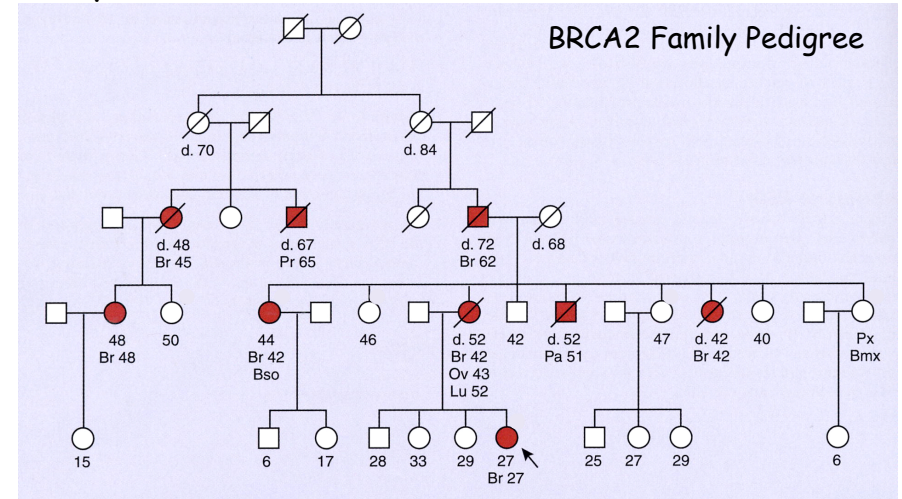 BRCA2 Family Pedigree
d. 70
d. 84
d. 48
Br 45
d. 67
Pr 65
d. 72
Br 62
d. 68
48
Br 48
50
44
Br 42
Bso
46
d. 52
Br 42
Ov 43
Lu 52
42
d. 52
Pa 51
47
d. 42
Br 42
40
Px
Bmx
15
6
17
28
33
29
27
Br 27
25
27
29
6